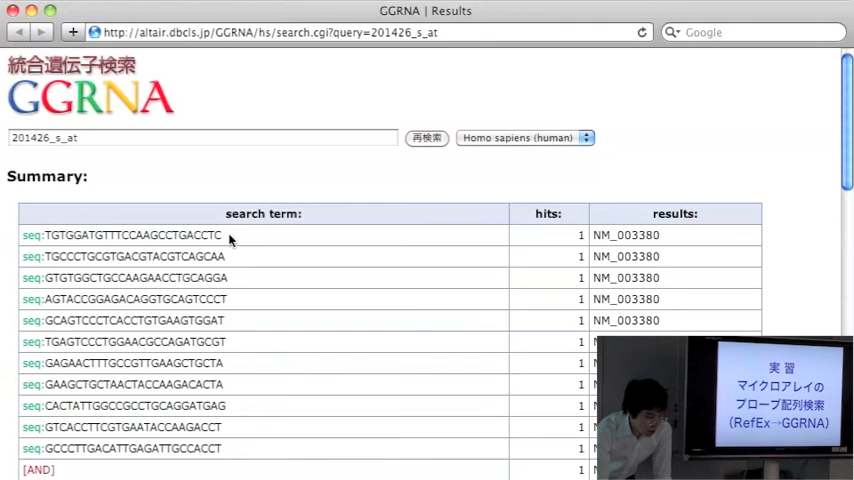 GGRNA | Results
http://altair.dbcls.jp/GGRNA/hs/search.cgi?query=201426_s_at
Google
統合遺伝子検索
GGRNA
201426_s_at
再検索
Homo sapiens (human)
Summary:
search term: hits: results:
seq:TGTGGATGTTTCCAAGCCTGACCTC 1 NM_003380
seq:TGCCCTGCGTGACGTACGTCAGCAA 1 NM_003380
seq:GTGTGGCTGCCAAGAACCTGCAGGA 1 NM_003380
seq:AGTACCGGAGACAGGTGCAGTCCCT 1 NM_003380
seq:GCAGTCCCTCACCTGTGAAGTGGAT 1 NM_003380
seq:TGAGTCCCTGGAACGCCAGATGCGT 1
seq:GAGAACTTTGCCGTTGAAGCTGCTA 1
seq:GAAGCTGCTAACTACCAAGACACTA 1
seq:CACTATTGGCCGCCTGCAGGATGAG 1
seq:GTCACCTTCGTGAATACCAAGACCT 1
seq:GCCCTTGACATTGAGATTGCCACCT 1
[AND] 1
実 習
マイクロアレイの
プローブ配列検索
(RefEx→GGRNA)